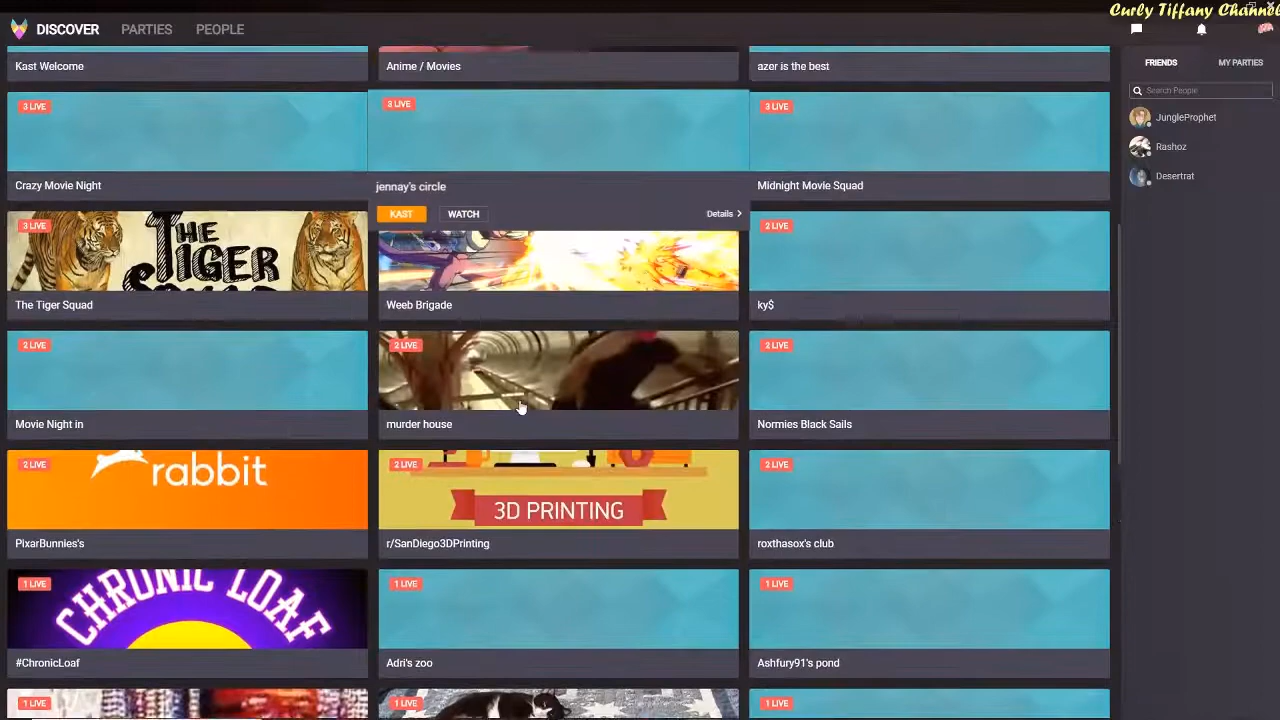 Curly Tiffany Channel
DISCOVER PARTIES PEOPLE
Kast Welcome
Anime / Movies
azer is the best
FRIENDS MY PARTIES
Search People
JungleProphet
Rashoz
Desertrat
3 LIVE
Crazy Movie Night
3 LIVE
jennay's circle
KAST WATCH Details
3 LIVE
Midnight Movie Squad
3 LIVE
THE
TIGER
The Tiger Squad
Weeb Brigade
2 LIVE
ky$
2 LIVE
Movie Night in
2 LIVE
murder house
2 LIVE
Normies Black Sails
2 LIVE
rabbit
PixarBunnies's
2 LIVE
3D PRINTING
r/SanDiego3DPrinting
2 LIVE
roxthasox's club
1 LIVE
CHRONIC LOAF
#ChronicLoaf
1 LIVE
Adri's zoo
1 LIVE
Ashfury91's pond
1 LIVE
1 LIVE
1 LIVE